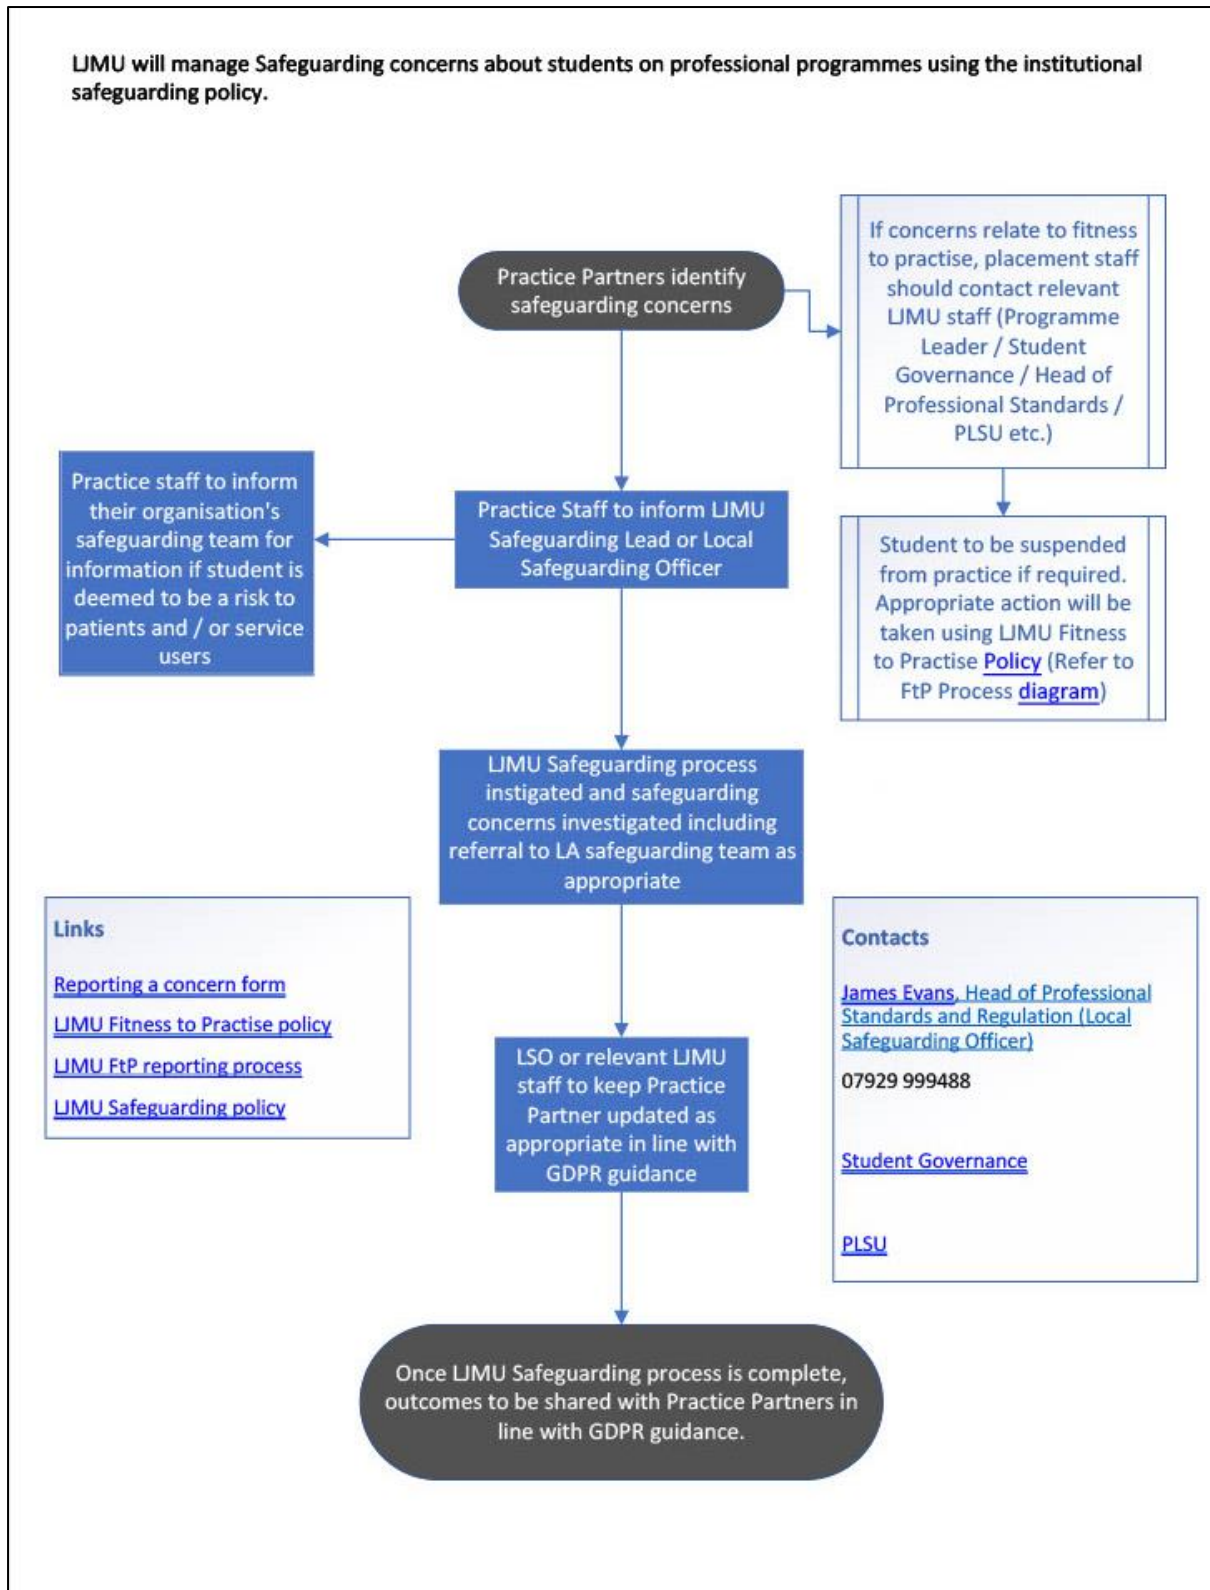 LJMU will manage Safeguarding concerns about students on professional programmes using the institutional
safeguarding policy.
Practice Partners identify
safeguarding concerns
If concerns relate to fitness
to practise, placement staff
should contact relevant
LJMU staff (Programme
Leader / Student
Governance / Head of
Professional Standards /
PLSU etc.)
Practice staff to inform
their organisation's
safeguarding team for
information if student is
deemed to be a risk to
patients and / or service
users
Practice Staff to inform LJMU
Safeguarding Lead or Local
Safeguarding Officer
Student to be suspended
from practice if required.
Appropriate action will be
taken using LJMU Fitness
to Practise Policy (Refer to
FtP Process diagram)
LJMU Safeguarding process
instigated and safeguarding
concerns investigated including
referral to LA safeguarding team as
appropriate
Links
Reporting a concern form
LJMU Fitness to Practise policy
LJMU FtP reporting process
LJMU Safeguarding policy
Contacts
James Evans, Head of Professional
Standards and Regulation (Local
Safeguarding Officer)
07929 999488
Student Governance
PLSU
LSO or relevant LJMU
staff to keep Practice
Partner updated as
appropriate in line with
GDPR guidance
Once LJMU Safeguarding process is complete,
outcomes to be shared with Practice Partners in
line with GDPR guidance.